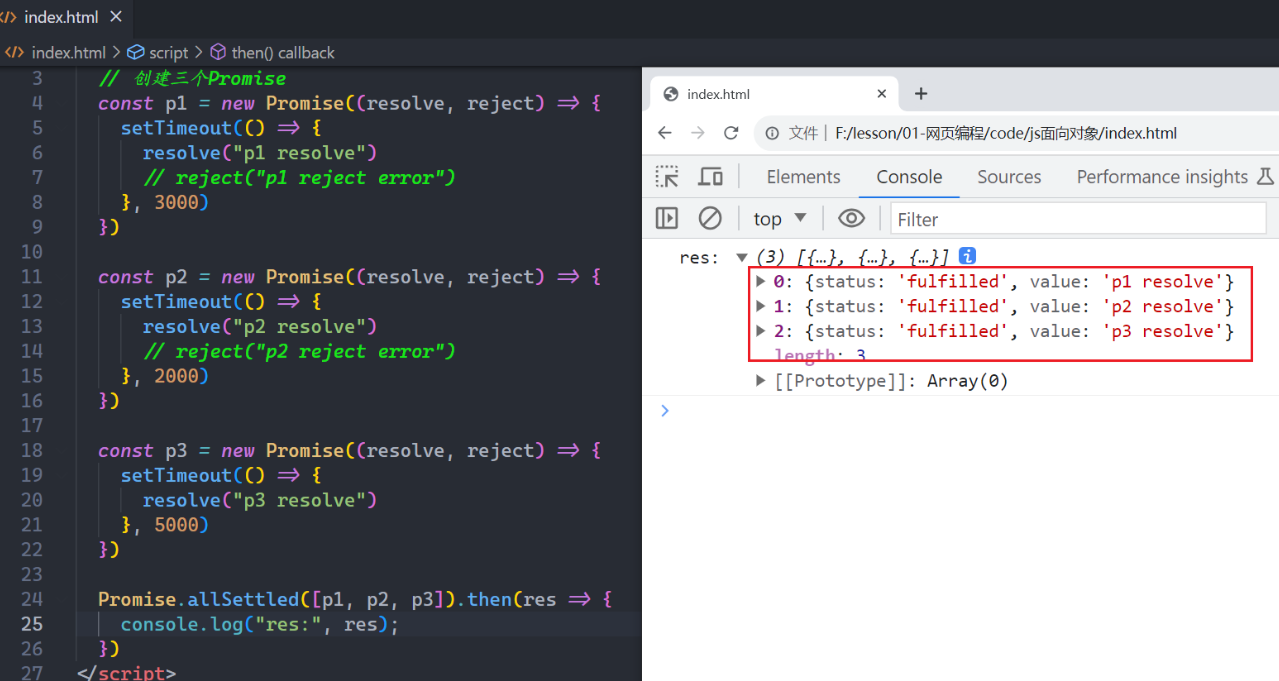 </> index.html ×
</> index.html > script > then() callback
3 // 创建三个Promise
4 const p1 = new Promise((resolve, reject) => {
5 setTimeout(() => {
6 resolve("p1 resolve")
7 // reject("p1 reject error")
8 }, 3000)
9 })
10
11 const p2 = new Promise((resolve, reject) => {
12 setTimeout(() => {
13 resolve("p2 resolve")
14 // reject("p2 reject error")
15 }, 2000)
16 })
17
18 const p3 = new Promise((resolve, reject) => {
19 setTimeout(() => {
20 resolve("p3 resolve")
21 }, 5000)
22 })
23
24 Promise.allSettled([p1, p2, p3]).then(res => {
25 console.log("res:", res);
26 })
27 </script>
index.html × +
文件 | F:/lesson/01-网页编程/code/js面向对象/index.html
Elements Console Sources Performance insights
top ▼ Filter
res: ▼ (3) [{…}, {…}, {…}] i
▶ 0: {status: 'fulfilled', value: 'p1 resolve'}
▶ 1: {status: 'fulfilled', value: 'p2 resolve'}
▶ 2: {status: 'fulfilled', value: 'p3 resolve'}
length: 3
▶ [[Prototype]]: Array(0)
>